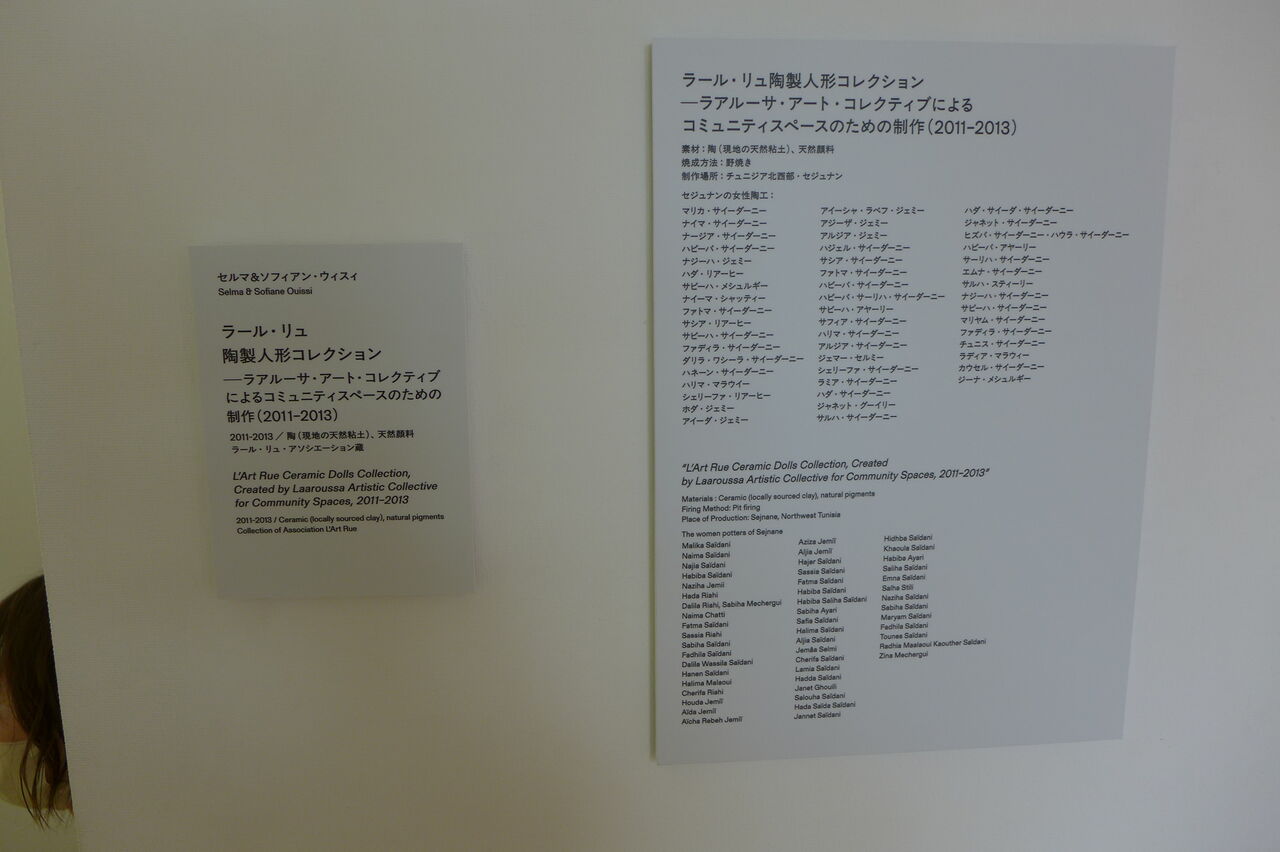 セルマ&ソフィアン・ウィスィ
Selma & Sofiane Ouissi
ラール・リュ
陶製人形コレクション
―ラアルーサ・アート・コレクティブ
によるコミュニティスペースのための
制作(2011–2013)
2011-2013 / 陶(現地の天然粘土)、天然顔料
ラール・リュ・アソシエーション蔵
L'Art Rue Ceramic Dolls Collection,
Created by Laaroussa Artistic Collective
for Community Spaces, 2011–2013
2011-2013 / Ceramic (locally sourced clay), natural pigments
Collection of Association L'Art Rue
ラール・リュ陶製人形コレクション
―ラアルーサ・アート・コレクティブによる
コミュニティスペースのための制作(2011–2013)
素材:陶(現地の天然粘土)、天然顔料
焼成方法:野焼き
制作場所:チュニジア北西部・セジュナン
セジュナンの女性陶工:
マリカ・サイーダーニー
ナイマ・サイーダーニー
ナージア・サイーダーニー
ハビーバ・サイーダーニー
ナジーハ・ジェミー
ハダ・リアーヒー
サビーハ・メシュルギー
ナイーマ・シャッティー
ファトマ・サイーダーニー
サシア・リアーヒー
サビーハ・サイーダーニー
ファディラ・サイーダーニー
ダリラ・ワシーラ・サイーダーニー
ハネーン・サイーダーニー
ハリマ・マラウイー
シェリーファ・リアーヒー
ホダ・ジェミー
アイーダ・ジェミー
アイーシャ・ラベフ・ジェミー
アジーザ・ジェミー
アルジア・ジェミー
ハジェル・サイーダーニー
サシア・サイーダーニー
ファトマ・サイーダーニー
ハビーバ・サイーダーニー
ハビーバ・サーリハ・サイーダーニー
サビーハ・アヤーリー
サフィア・サイーダーニー
ハリマ・サイーダーニー
アルジア・サイーダーニー
ジェマー・セルミー
シェリーファ・サイーダーニー
ラミア・サイーダーニー
ハダ・サイーダーニー
ジャネット・グーイリー
サルハ・サイーダーニー
ハダ・サイーダ・サイーダーニー
ジャネット・サイーダーニー
ヒズバ・サイーダーニー・ハウラ・サイーダーニー
ハビーバ・アヤーリー
サーリハ・サイーダーニー
エムナ・サイーダーニー
サルハ・スティーリー
ナジーハ・サイーダーニー
サビーハ・サイーダーニー
マリヤム・サイーダーニー
ファディラ・サイーダーニー
チュニス・サイーダーニー
ラディア・マラウィー
カウセル・サイーダーニー
ジーナ・メシュルギー
"L'Art Rue Ceramic Dolls Collection, Created
by Laaroussa Artistic Collective for Community Spaces, 2011–2013"
Materials : Ceramic (locally sourced clay), natural pigments
Firing Method: Pit firing
Place of Production: Sejnane, Northwest Tunisia
The women potters of Sejnane
Malika Saïdani
Naima Saïdani
Najia Saïdani
Habiba Saïdani
Naziha Jemii
Hada Riahi
Dalila Riahi, Sabiha Mechergui
Naima Chatti
Fatma Saïdani
Sassia Riahi
Sabiha Saïdani
Fadhila Saïdani
Dalila Wassila Saïdani
Hanen Saïdani
Halima Malaoui
Cherifa Riahi
Houda Jemiï
Aïda Jemiï
Aïcha Rebeh Jemiï
Aziza Jemiï
Aljia Jemiï
Hajer Saïdani
Sassia Saïdani
Fatma Saïdani
Habiba Saïdani
Habiba Saliha Saïdani
Sabiha Ayari
Safia Saïdani
Halima Saïdani
Aljia Saïdani
Jemâa Selmi
Cherifa Saïdani
Lamia Saïdani
Hadda Saïdani
Janet Ghouili
Salouha Saïdani
Hada Saïda Saïdani
Jannet Saïdani
Hidhba Saïdani
Khaoula Saïdani
Habiba Ayari
Saliha Saïdani
Emna Saïdani
Salha Stili
Naziha Saïdani
Sabiha Saïdani
Maryam Saïdani
Fadhila Saïdani
Tounes Saïdani
Radhia Maalaoui Kaouther Saïdani
Zina Mechergui